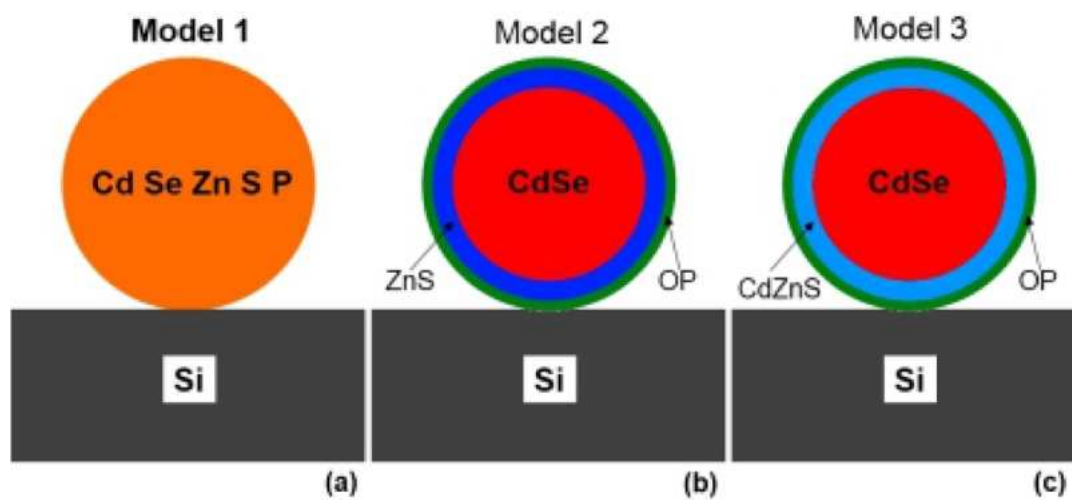 Model 1
Cd Se Zn S P
Si
(a)
Model 2
CdSe
ZnS
OP
Si
(b)
Model 3
CdSe
CdZnS
OP
Si
(c)